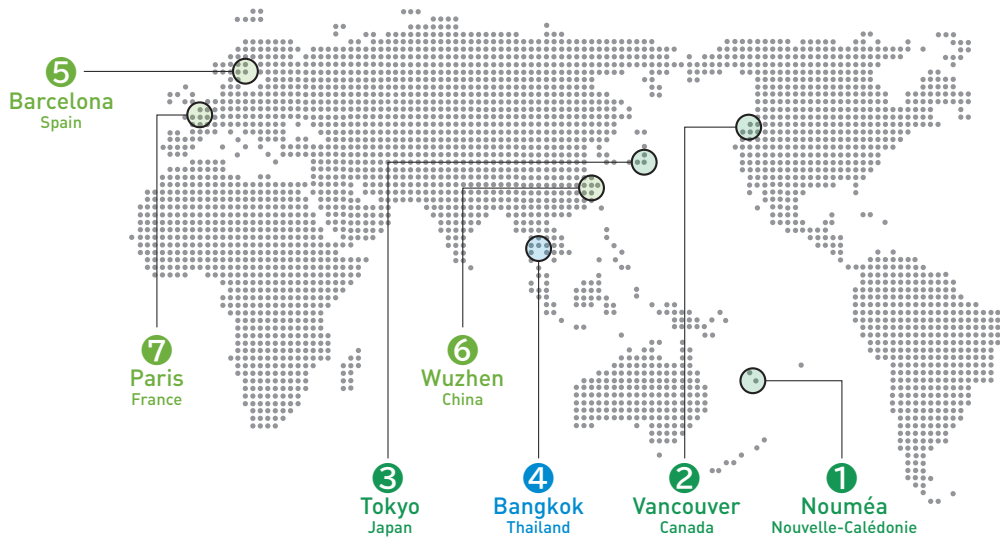 5
Barcelona
Spain
7
Paris
France
6
Wuzhen
China
3
Tokyo
Japan
4
Bangkok
Thailand
2
Vancouver
Canada
1
Nouméa
Nouvelle-Calédonie